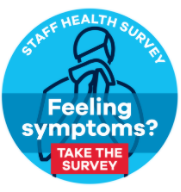 STAFF HEALTH SURVEY
Feeling
symptoms?
TAKE THE
SURVEY